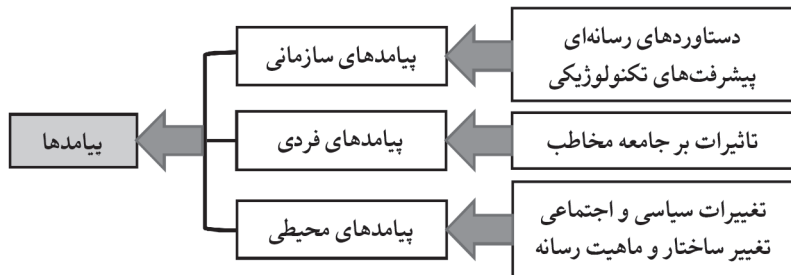 دستاوردهای رسانه‌ای
پیشرفت‌های تکنولوژیکی
پیامدهای سازمانی
تاثیرات بر جامعه مخاطب
پیامدهای فردی
پیامدها
تغییرات سیاسی و اجتماعی
تغییر ساختار و ماهیت رسانه
پیامدهای محیطی